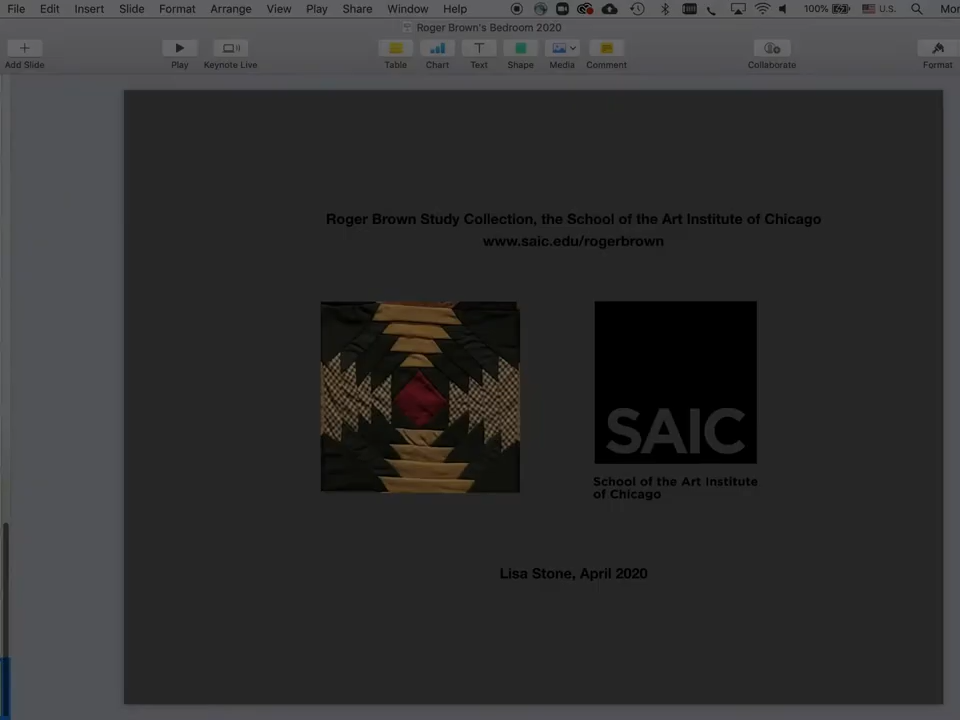 File Edit Insert Slide Format Arrange View Play Share Window Help 100% U.S. Mon
Roger Brown's Bedroom 2020
Add Slide Play Keynote Live Table Chart Text Shape Media Comment Collaborate Format
Roger Brown Study Collection, the School of the Art Institute of Chicago
www.saic.edu/rogerbrown
SAIC
School of the Art Institute
of Chicago
Lisa Stone, April 2020